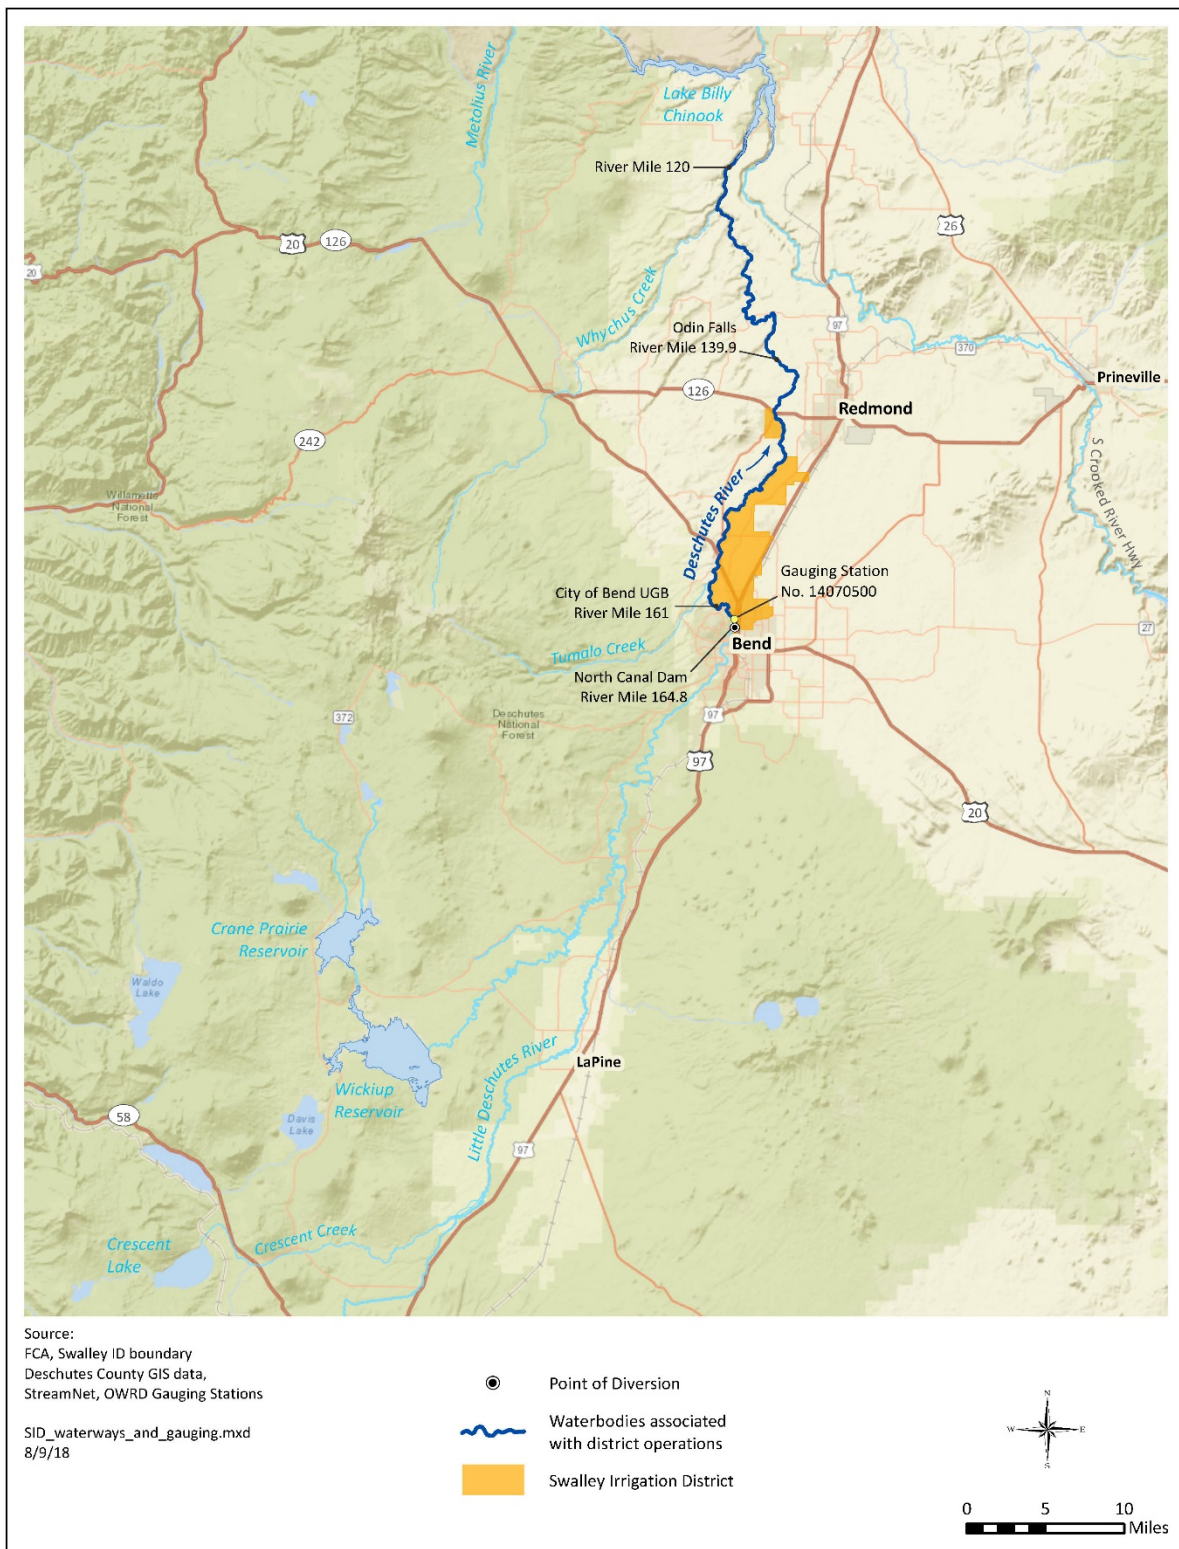 Metolius River
Lake Billy
Chinook
River Mile 120
26
20
126
20
Whychus Creek
97
Odin Falls
River Mile 139.9
370
126
Prineville
Redmond
242
S Crooked River Hwy
Willamette
National
Forest
Deschutes River
Gauging Station
No. 14070500
City of Bend UGB
River Mile 161
27
Bend
Tumalo Creek
North Canal Dam
River Mile 164.8
372
Deschutes
National
Forest
97
97
20
Crane Prairie
Reservoir
Waldo
Lake
LaPine
Little Deschutes River
Wickiup
Reservoir
58
Davis
Lake
97
Crescent Creek
Crescent
Lake
Source:
FCA, Swalley ID boundary
Deschutes County GIS data,
StreamNet, OWRD Gauging Stations
SID_waterways_and_gauging.mxd
8/9/18
Point of Diversion
Waterbodies associated
with district operations
Swalley Irrigation District
N
W E
S
0 5 10
Miles